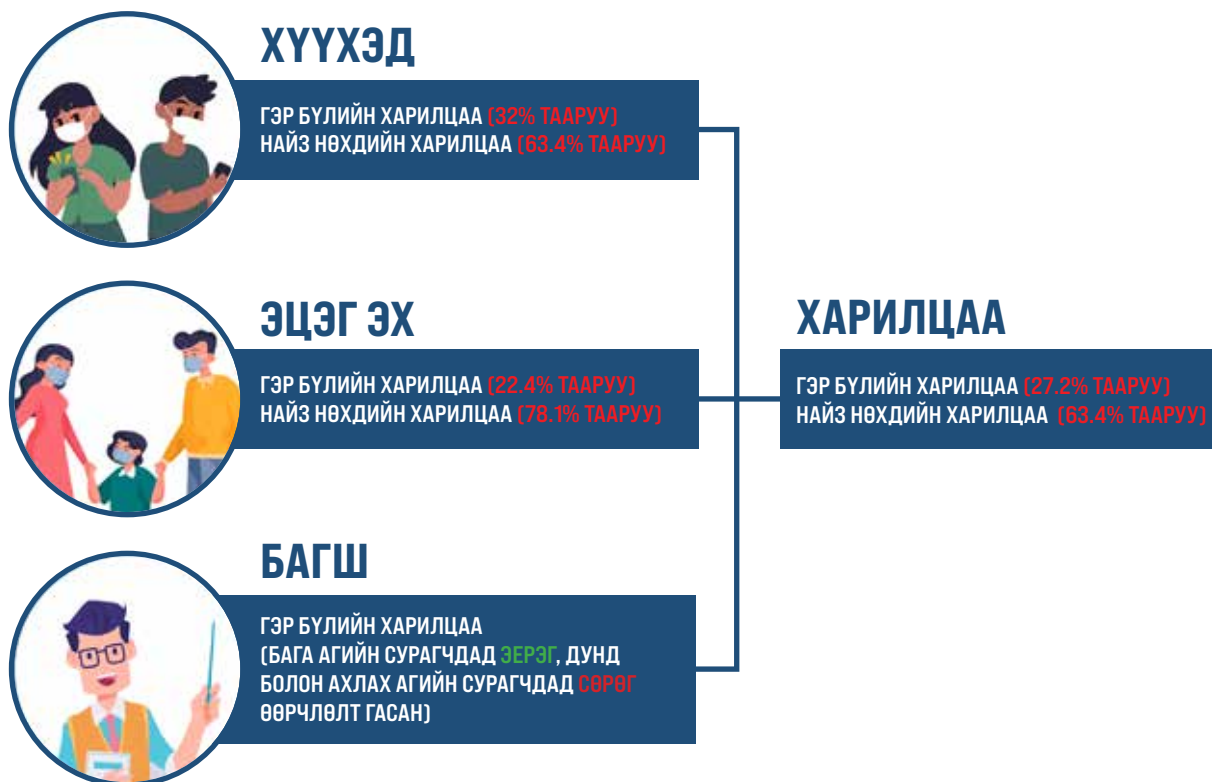 ХҮҮХЭД
ГЭР БҮЛИЙН ХАРИЛЦАА (32% ТААРУУ)
НАЙЗ НӨХДИЙН ХАРИЛЦАА (63.4% ТААРУУ)
ЭЦЭГ ЭХ
ГЭР БҮЛИЙН ХАРИЛЦАА (22.4% ТААРУУ)
НАЙЗ НӨХДИЙН ХАРИЛЦАА (78.1% ТААРУУ)
ХАРИЛЦАА
ГЭР БҮЛИЙН ХАРИЛЦАА (27.2% ТААРУУ)
НАЙЗ НӨХДИЙН ХАРИЛЦАА (63.4% ТААРУУ)
БАГШ
ГЭР БҮЛИЙН ХАРИЛЦАА
(БАГА АГИЙН СУРАГЧДАД ЭЕРЭГ, ДУНД
БОЛОН АХЛАХ АГИЙН СУРАГЧДАД СӨРӨГ
ӨӨРЧЛӨЛТ ГАСАН)